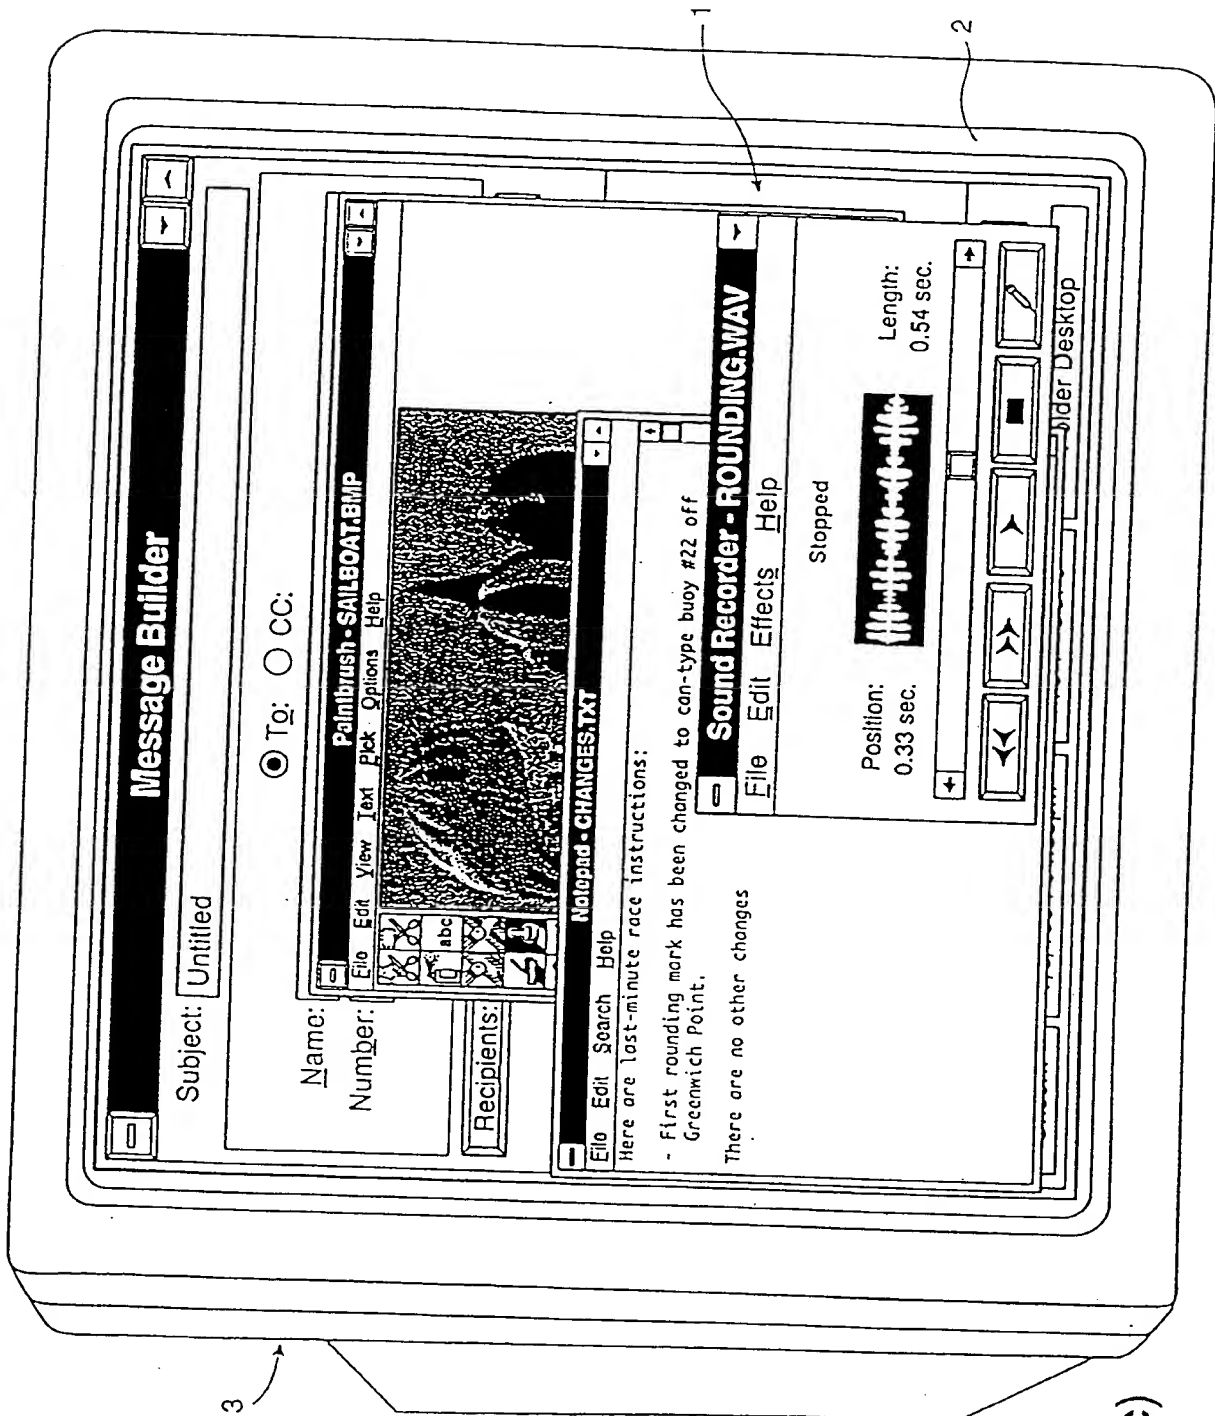 Message Builder
Subject: Untitled
To: CC:
Name:
Number:
Recipients:
Paintbrush - SAILBOAT.BMP
File Edit View Text Pick Options Help
abc
Notepad - CHANGES.TXT
File Edit Search Help
Here are last-minute race instructions:
- First rounding mark has been changed to can-type buoy #22 off
Greenwich Point.
There are no other changes
Sound Recorder - ROUNDING.WAV
File Edit Effects Help
Stopped
Position:
0.33 sec.
Length:
0.54 sec.
older Desktop
1
2
3